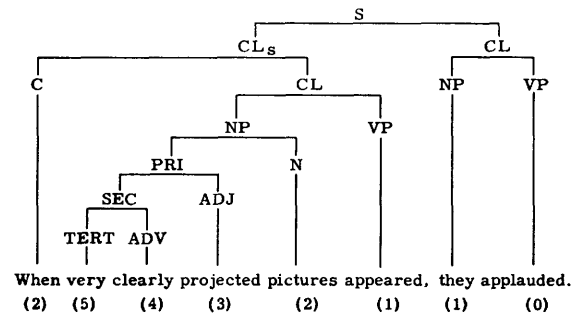 S
CLs CL
C CL NP VP
NP VP
PRI N
SEC ADJ
TERT ADV
When very clearly projected pictures appeared, they applauded.
(2) (5) (4) (3) (2) (1) (1) (0)